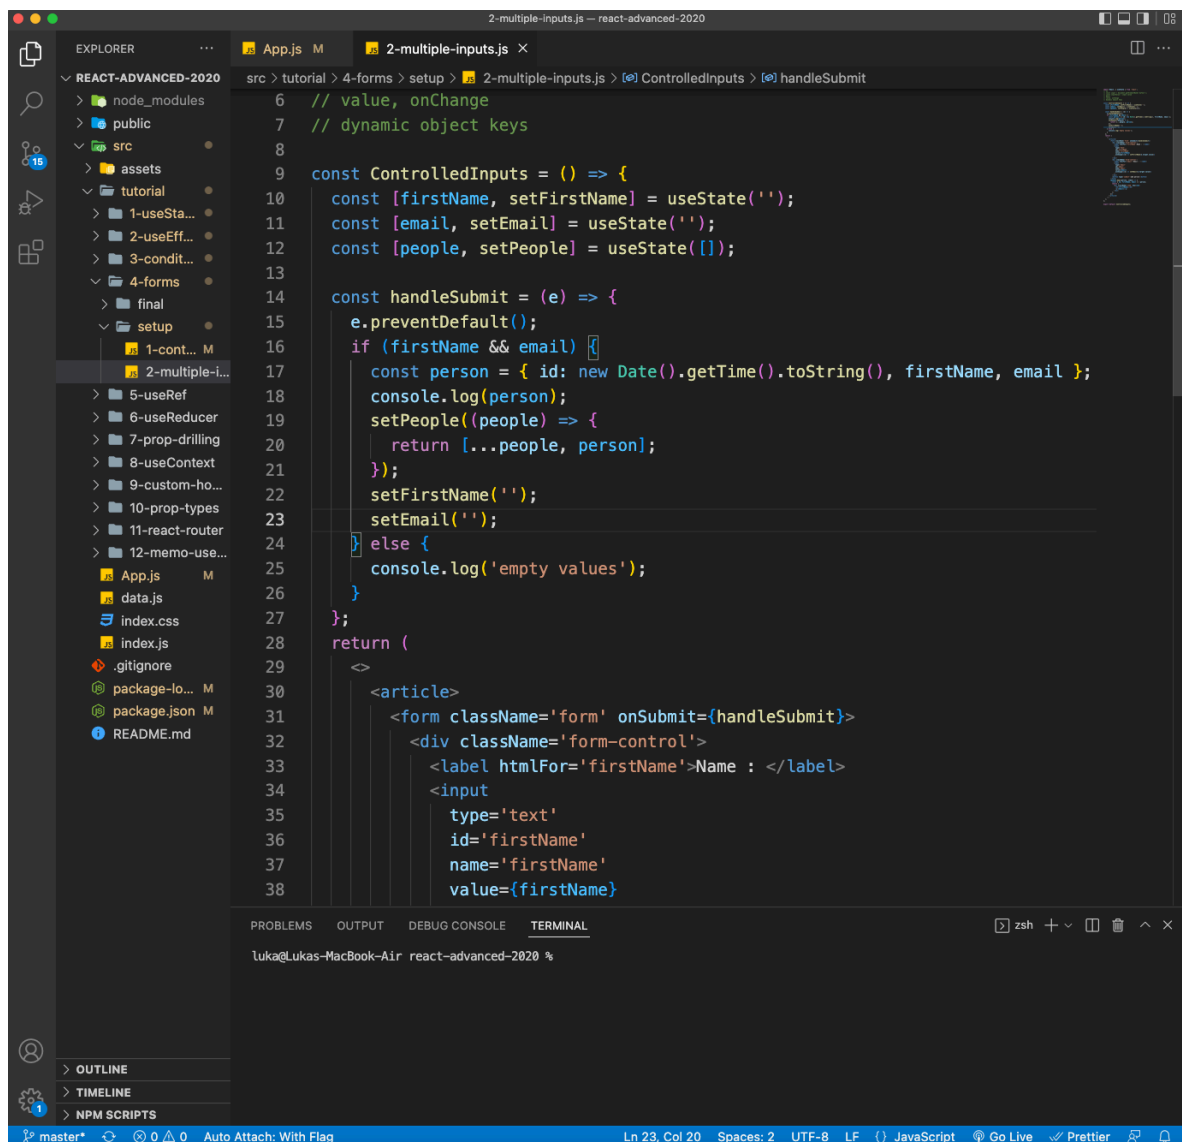 2-multiple-inputs.js — react-advanced-2020
EXPLORER ...
REACT-ADVANCED-2020
node_modules
public
src
assets
tutorial
1-useSta...
2-useEff...
3-condit...
4-forms
final
setup
1-cont... M
2-multiple-i...
5-useRef
6-useReducer
7-prop-drilling
8-useContext
9-custom-ho...
10-prop-types
11-react-router
12-memo-use...
App.js M
data.js
index.css
index.js
.gitignore
package-lo... M
package.json M
README.md
OUTLINE
TIMELINE
NPM SCRIPTS
15
1
JS App.js M JS 2-multiple-inputs.js ×
src > tutorial > 4-forms > setup > JS 2-multiple-inputs.js > ControlledInputs > handleSubmit
6 // value, onChange
7 // dynamic object keys
8
9 const ControlledInputs = () => {
10 const [firstName, setFirstName] = useState('');
11 const [email, setEmail] = useState('');
12 const [people, setPeople] = useState([]);
13
14 const handleSubmit = (e) => {
15 e.preventDefault();
16 if (firstName && email) {
17 const person = { id: new Date().getTime().toString(), firstName, email };
18 console.log(person);
19 setPeople((people) => {
20 return [...people, person];
21 });
22 setFirstName('');
23 setEmail('');
24 } else {
25 console.log('empty values');
26 }
27 };
28 return (
29 <>
30 <article>
31 <form className='form' onSubmit={handleSubmit}>
32 <div className='form-control'>
33 <label htmlFor='firstName'>Name : </label>
34 <input
35 type='text'
36 id='firstName'
37 name='firstName'
38 value={firstName}
PROBLEMS OUTPUT DEBUG CONSOLE TERMINAL zsh
luka@Lukas-MacBook-Air react-advanced-2020 %
master* 0 0 Auto Attach: With Flag Ln 23, Col 20 Spaces: 2 UTF-8 LF {} JavaScript Go Live Prettier